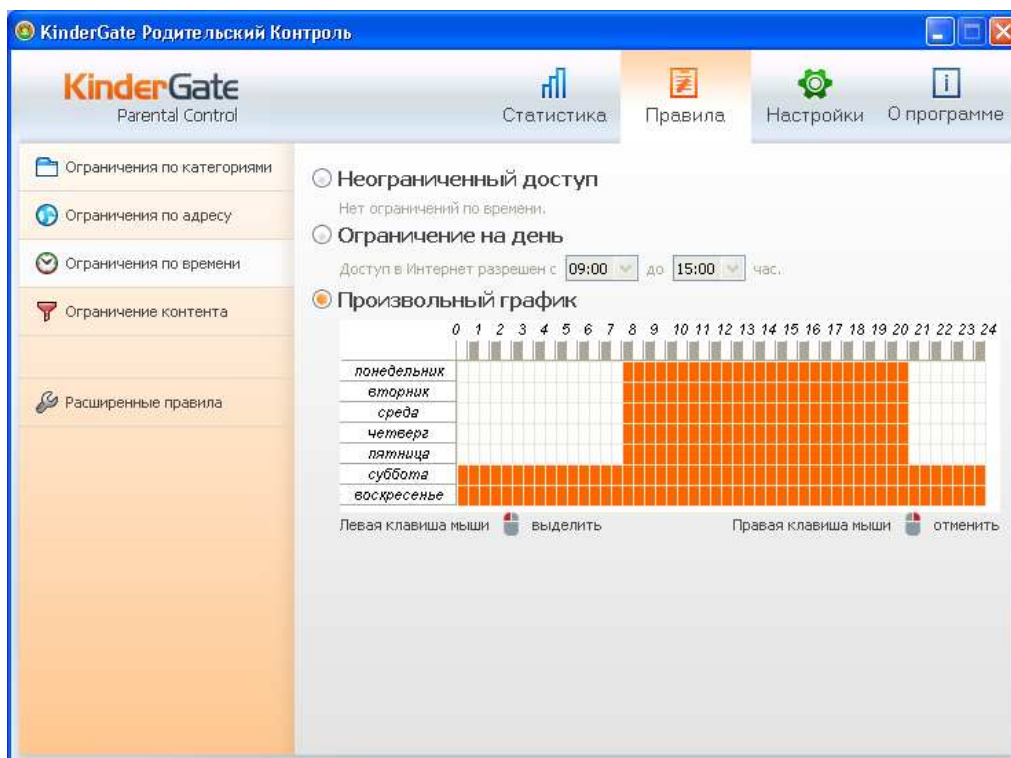 KinderGate Родительский Контроль
KinderGate
Parental Control
Статистика
Правила
Настройки
О программе
Ограничения по категориями
Ограничения по адресу
Ограничения по времени
Ограничение контента
Расширенные правила
Неограниченный доступ
Нет ограничений по времени.
Ограничение на день
Доступ в Интернет разрешен с 09:00 до 15:00 час.
Произвольный график
0 1 2 3 4 5 6 7 8 9 10 11 12 13 14 15 16 17 18 19 20 21 22 23 24
понедельник
вторник
среда
четверг
пятница
суббота
воскресенье
Левая клавиша мыши выделить Правая клавиша мыши отменить